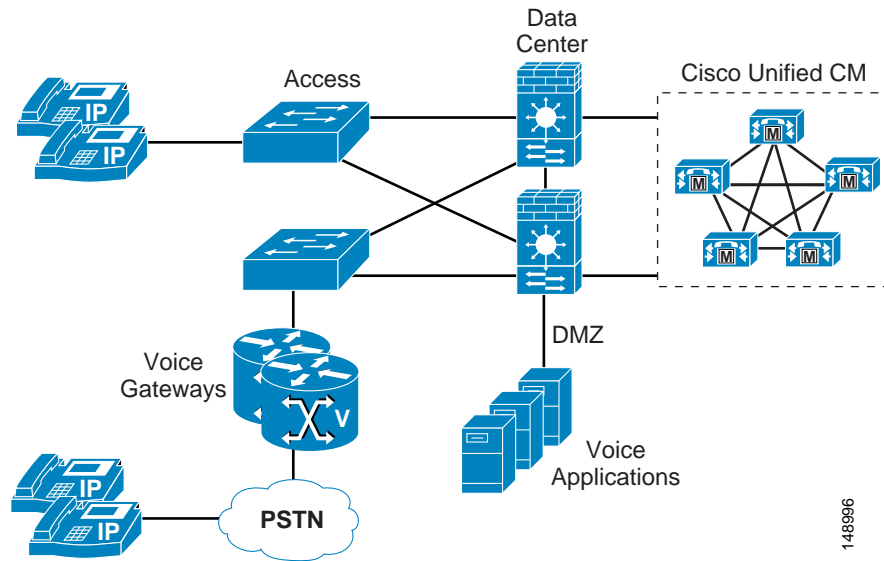 Data
Center
Access
Cisco Unified CM
IP
IP
M
M
M
M
M
DMZ
Voice
Gateways
V
Voice
Applications
IP
IP
PSTN
148996